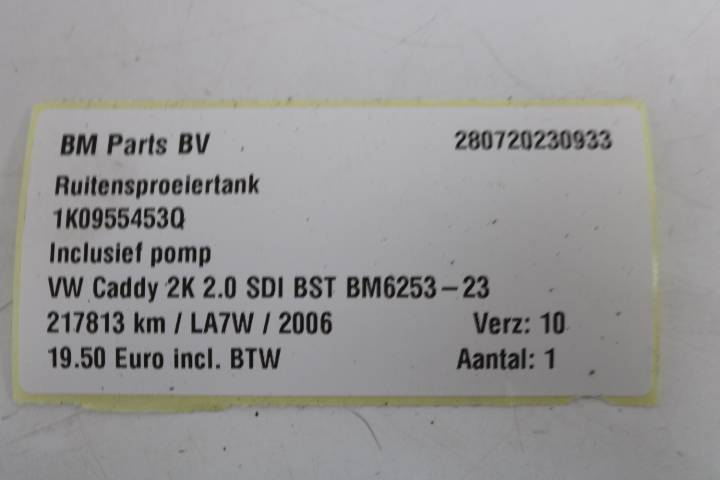 BM Parts BV 280720230933
Ruitensproeiertank
1K0955453Q
Inclusief pomp
VW Caddy 2K 2.0 SDI BST BM6253-23
217813 km / LA7W / 2006 Verz: 10
19.50 Euro incl. BTW Aantal: 1